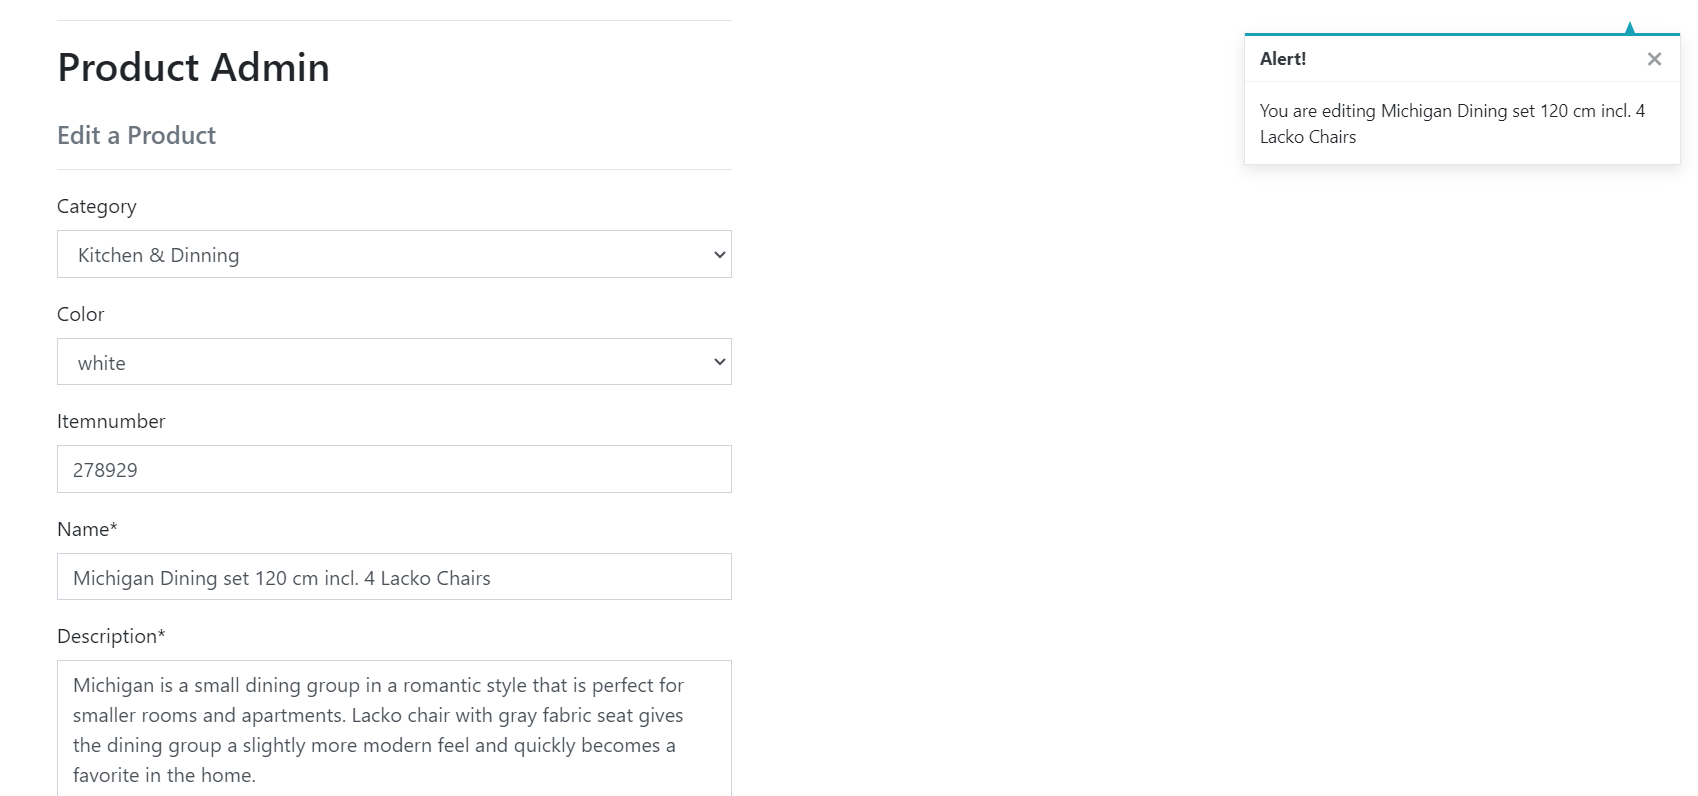 Product Admin
Edit a Product
Category
Kitchen & Dinning
Color
white
Itemnumber
278929
Name*
Michigan Dining set 120 cm incl. 4 Lacko Chairs
Description*
Michigan is a small dining group in a romantic style that is perfect for
smaller rooms and apartments. Lacko chair with gray fabric seat gives
the dining group a slightly more modern feel and quickly becomes a
favorite in the home.
Alert!
You are editing Michigan Dining set 120 cm incl. 4
Lacko Chairs